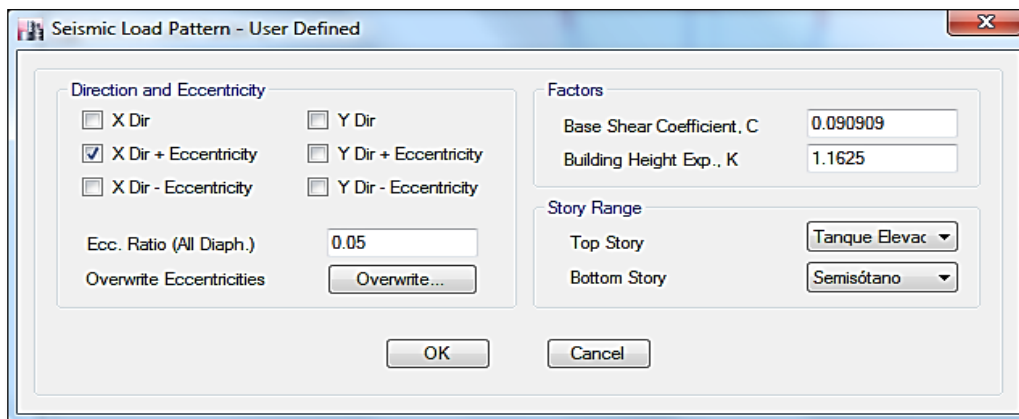 Seismic Load Pattern - User Defined
Direction and Eccentricity
X Dir
Y Dir
X Dir + Eccentricity
Y Dir + Eccentricity
X Dir - Eccentricity
Y Dir - Eccentricity
Ecc. Ratio (All Diaph.)
0.05
Overwrite Eccentricities
Overwrite...
Factors
Base Shear Coefficient, C
0.090909
Building Height Exp., K
1.1625
Story Range
Top Story
Tanque Elevac
Bottom Story
Semisótano
OK
Cancel